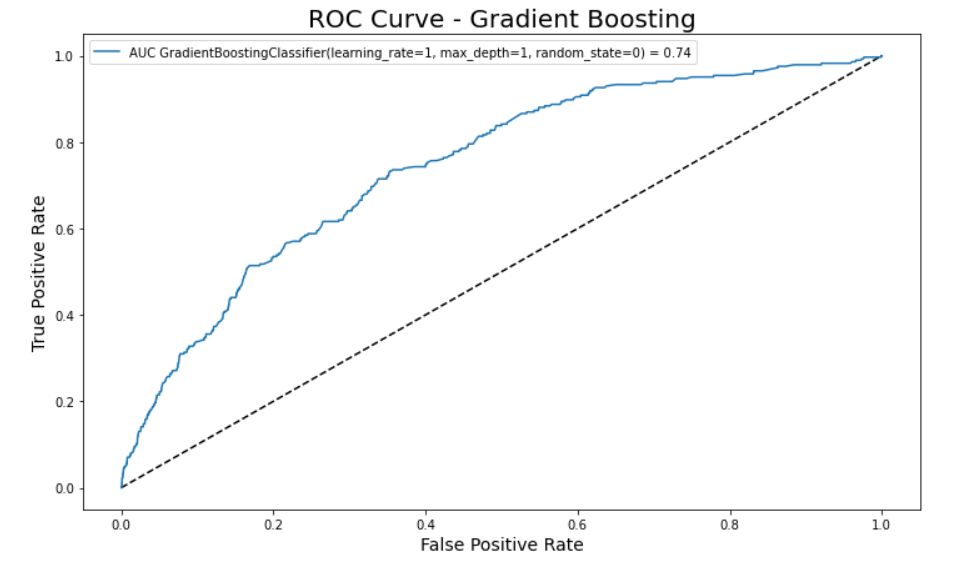 ROC Curve - Gradient Boosting
AUC GradientBoostingClassifier(learning_rate=1, max_depth=1, random_state=0) = 0.74
True Positive Rate
1.0
0.8
0.6
0.4
0.2
0.0
0.0 0.2 0.4 0.6 0.8 1.0
False Positive Rate